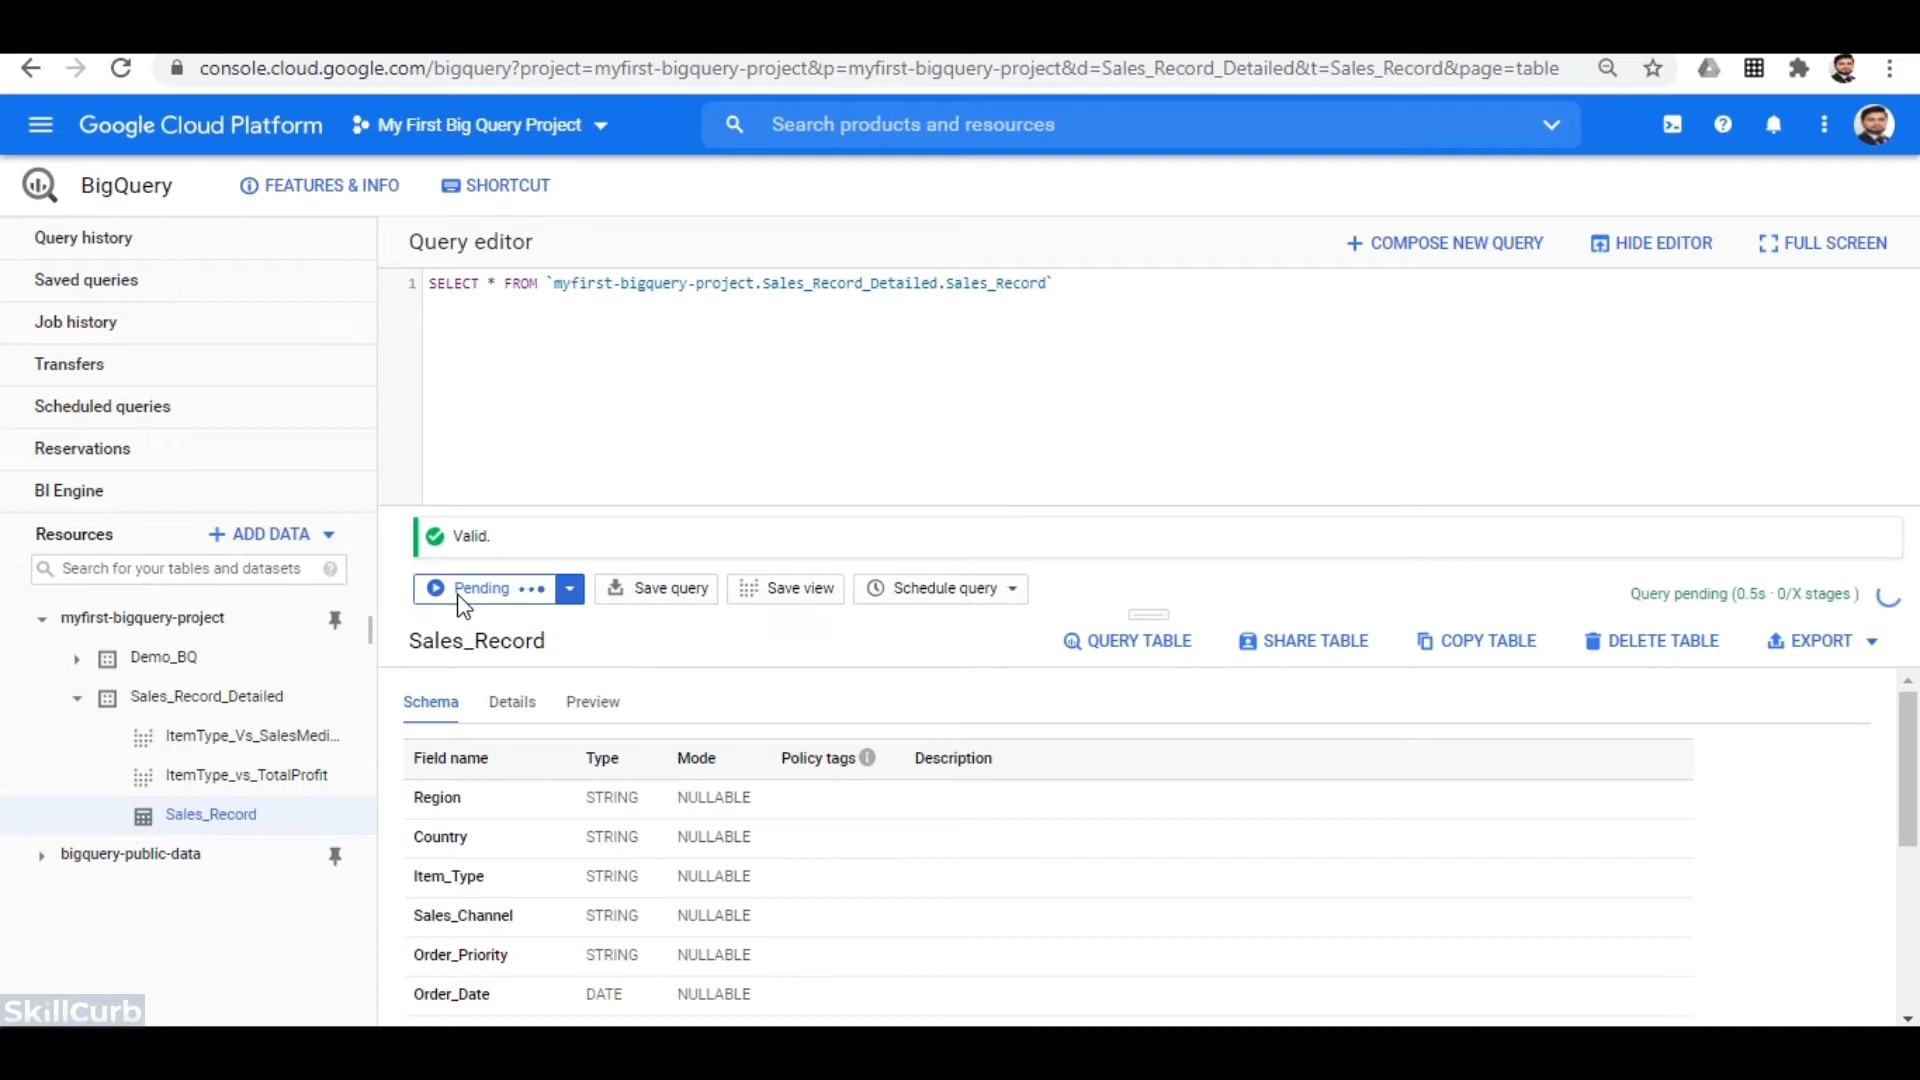 console.cloud.google.com/bigquery?project=myfirst-bigquery-project&p=myfirst-bigquery-project&d=Sales_Record_Detailed&t=Sales_Record&page=table
Google Cloud Platform
My First Big Query Project
Search products and resources
BigQuery
FEATURES & INFO
SHORTCUT
Query history
Saved queries
Job history
Transfers
Scheduled queries
Reservations
BI Engine
Resources
ADD DATA
Search for your tables and datasets
myfirst-bigquery-project
Demo_BQ
Sales_Record_Detailed
ItemType_Vs_SalesMedi...
ItemType_vs_TotalProfit
Sales_Record
bigquery-public-data
Query editor
COMPOSE NEW QUERY
HIDE EDITOR
FULL SCREEN
1 SELECT * FROM `myfirst-bigquery-project.Sales_Record_Detailed.Sales_Record`
Valid.
Pending
Save query
Save view
Schedule query
Query pending (0.5s · 0/X stages )
Sales_Record
QUERY TABLE
SHARE TABLE
COPY TABLE
DELETE TABLE
EXPORT
Schema Details Preview
Field name Type Mode Policy tags Description
Region STRING NULLABLE
Country STRING NULLABLE
Item_Type STRING NULLABLE
Sales_Channel STRING NULLABLE
Order_Priority STRING NULLABLE
Order_Date DATE NULLABLE
SkillCurb